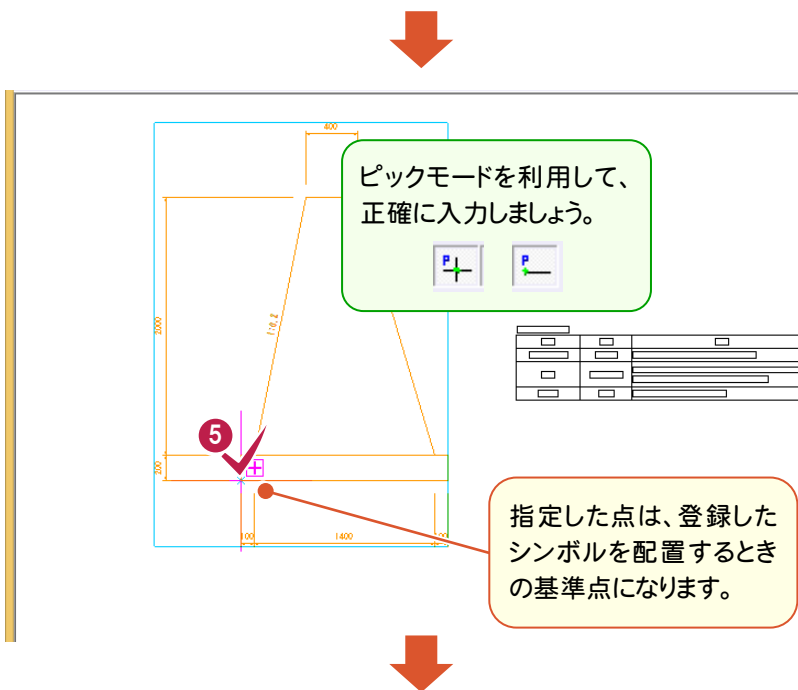 400
ピックモードを利用して、
正確に入力しましょう。
P
P
2000
1:0.2
5
200
100
1400
指定した点は、登録した
シンボルを配置するとき
の基準点になります。